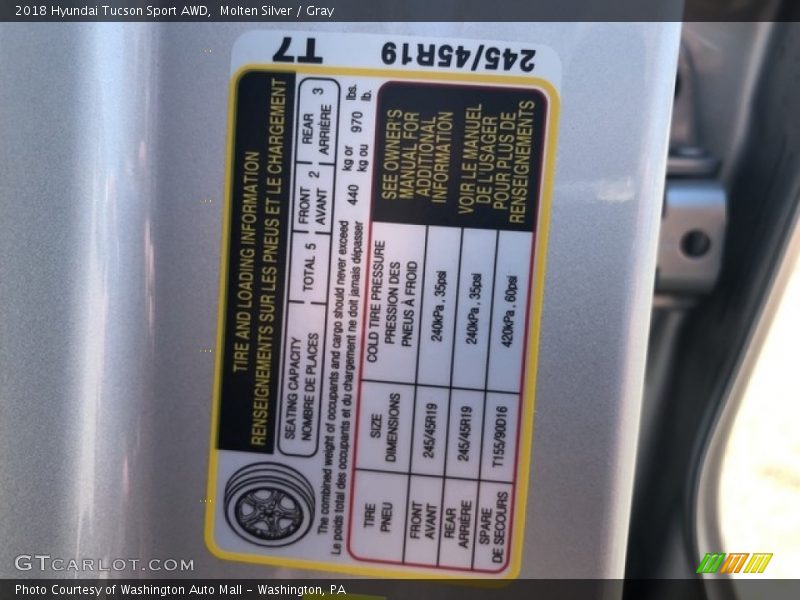 2018 Hyundai Tucson Sport AWD, Molten Silver / Gray
245/45R19 T7
TIRE AND LOADING INFORMATION
RENSEIGNEMENTS SUR LES PNEUS ET LE CHARGEMENT
SEATING CAPACITY
NOMBRE DE PLACES
TOTAL 5
FRONT
AVANT
2
REAR
ARRIÈRE
3
The combined weight of occupants and cargo should never exceed 440 kg or 970 lbs.
Le poids total des occupants et du chargement ne doit jamais dépasser kg ou lb.
TIRE
PNEU
SIZE
DIMENSIONS
COLD TIRE PRESSURE
PRESSION DES
PNEUS À FROID
FRONT
AVANT
245/45R19
240kPa , 35psi
REAR
ARRIÈRE
245/45R19
240kPa , 35psi
SPARE
DE SECOURS
T155/90D16
420kPa , 60psi
SEE OWNER'S
MANUAL FOR
ADDITIONAL
INFORMATION
VOIR LE MANUEL
DE L'USAGER
POUR PLUS DE
RENSEIGNEMENTS
GTCARLOT.COM
Photo Courtesy of Washington Auto Mall – Washington, PA